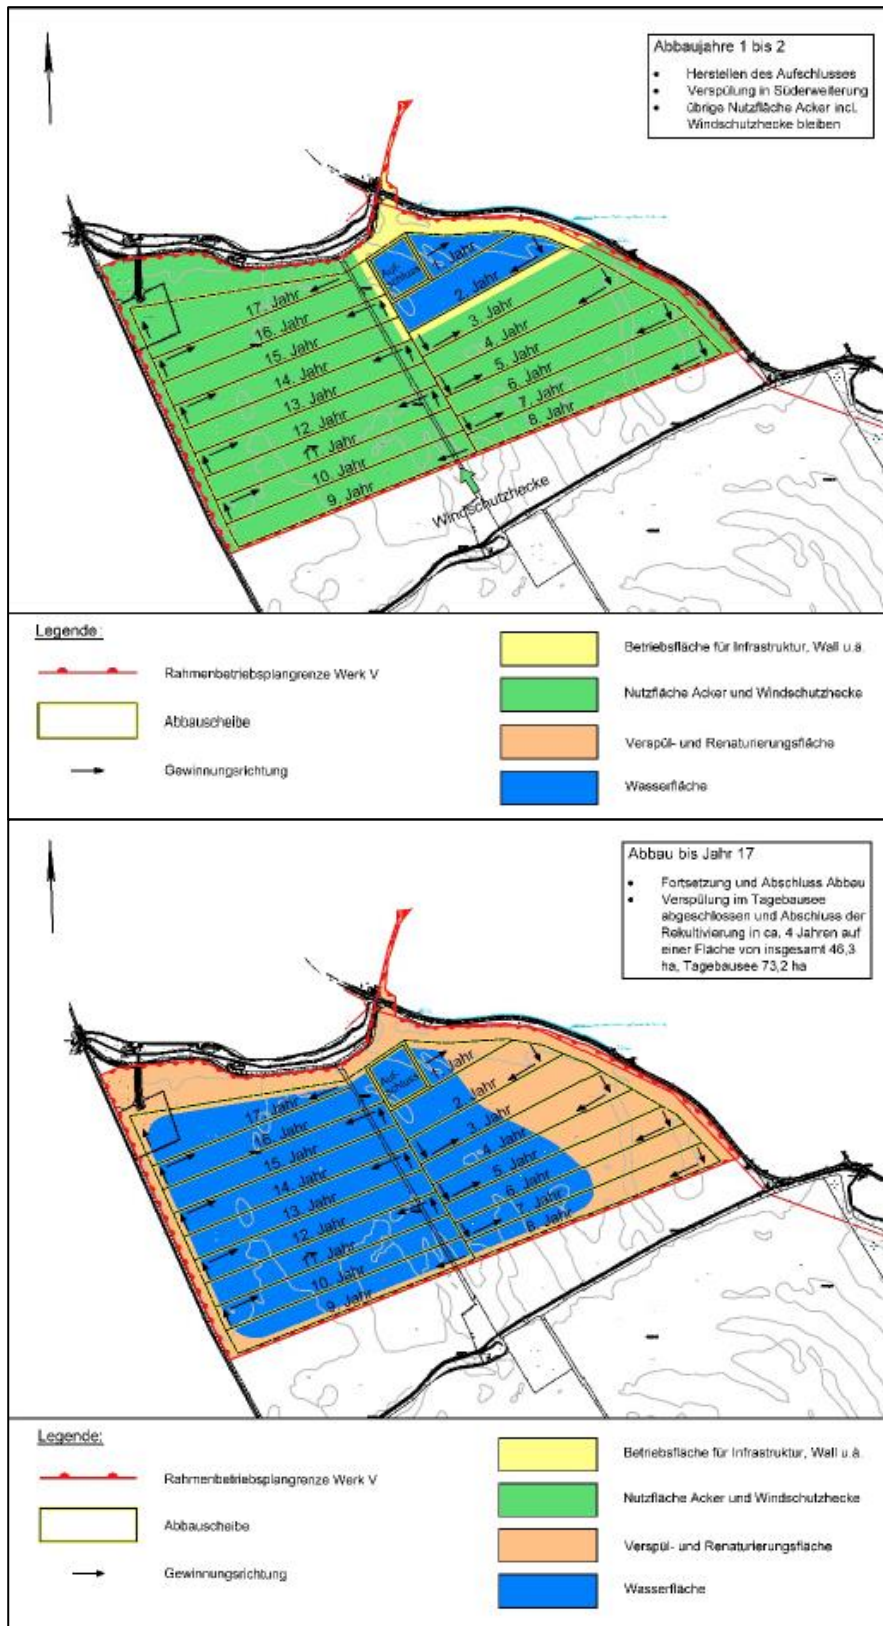 Abbaujahre 1 bis 2
• Herstellen des Aufschlusses
• Verspülung in Süderweiterung
• übrige Nutzfläche Acker incl.
Windschutzhecke bleiben
Auf-
schluss
1. Jahr
2. Jahr
3. Jahr
4. Jahr
5. Jahr
6. Jahr
7. Jahr
8. Jahr
17. Jahr
16. Jahr
15. Jahr
14. Jahr
13. Jahr
12. Jahr
11. Jahr
10. Jahr
9. Jahr
Windschutzhecke
Legende:
Rahmenbetriebsplangrenze Werk V
Abbauscheibe
Gewinnungsrichtung
Betriebsfläche für Infrastruktur, Wall u.ä.
Nutzfläche Acker und Windschutzhecke
Verspül- und Renaturierungsfläche
Wasserfläche
Abbau bis Jahr 17
• Fortsetzung und Abschluss Abbau
• Verspülung im Tagebausee
abgeschlossen und Abschluss der
Rekultivierung in ca. 4 Jahren auf
einer Fläche von insgesamt 46,3
ha, Tagebausee 73,2 ha
Auf-
schluss
1. Jahr
2. Jahr
3. Jahr
4. Jahr
5. Jahr
6. Jahr
7. Jahr
8. Jahr
17. Jahr
16. Jahr
15. Jahr
14. Jahr
13. Jahr
12. Jahr
11. Jahr
10. Jahr
9. Jahr
Legende:
Rahmenbetriebsplangrenze Werk V
Abbauscheibe
Gewinnungsrichtung
Betriebsfläche für Infrastruktur, Wall u.ä.
Nutzfläche Acker und Windschutzhecke
Verspül- und Renaturierungsfläche
Wasserfläche